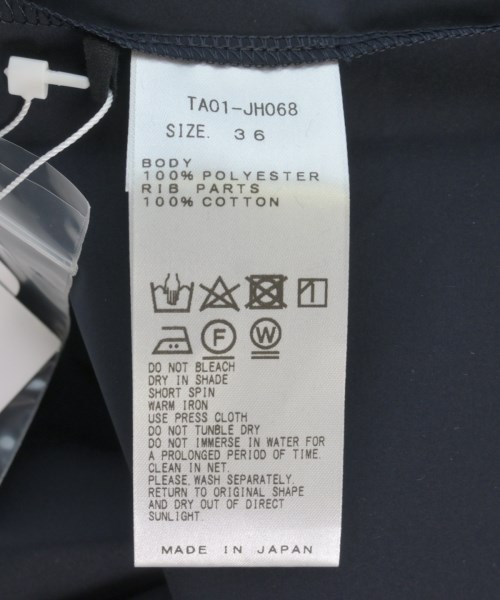 TA01-JH068
SIZE. 36
BODY
100% POLYESTER
RIB PARTS
100% COTTON
F W
DO NOT BLEACH
DRY IN SHADE
SHORT SPIN
WARM IRON
USE PRESS CLOTH
DO NOT TUNBLE DRY
DO NOT IMMERSE IN WATER FOR
A PROLONGED PERIOD OF TIME.
CLEAN IN NET.
PLEASE WASH SEPARATELY.
RETURN TO ORIGINAL SHAPE
AND DRY OUT OF DIRECT
SUNLIGHT.
MADE IN JAPAN